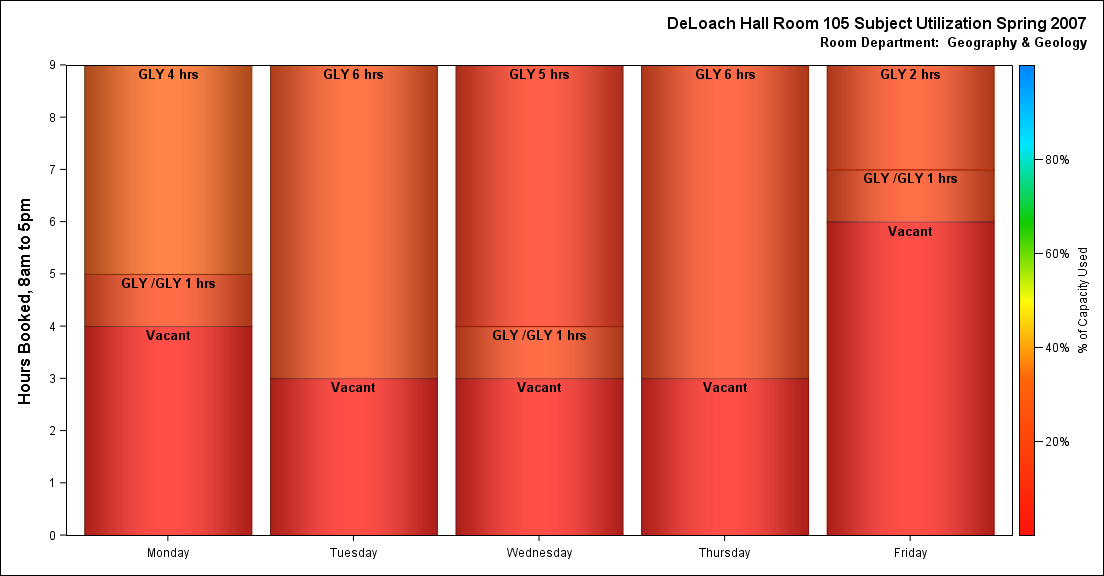 DeLoach Hall Room 105 Subject Utilization Spring 2007
Room Department:  Geography & Geology
Hours Booked, 8am to 5pm
9
8
7
6
5
4
3
2
1
0
GLY 4 hrs
GLY /GLY 1 hrs
Vacant
GLY 6 hrs
Vacant
GLY 5 hrs
GLY /GLY 1 hrs
Vacant
GLY 6 hrs
Vacant
GLY 2 hrs
GLY /GLY 1 hrs
Vacant
Monday
Tuesday
Wednesday
Thursday
Friday
80%
60%
40%
20%
% of Capacity Used